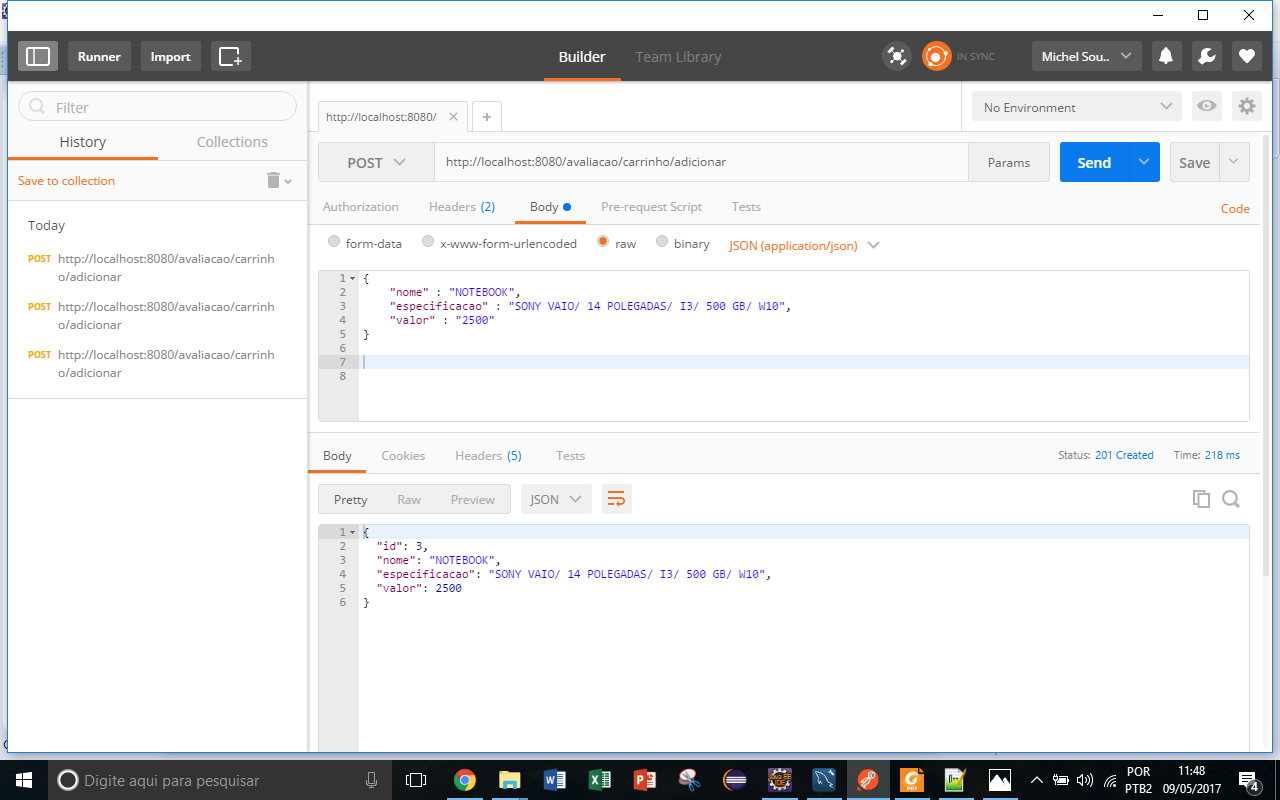 Runner
Import
Builder
Team Library
IN SYNC
Michel Sou..
Filter
History
Collections
Save to collection
Today
POST http://localhost:8080/avaliacao/carrinh
o/adicionar
POST http://localhost:8080/avaliacao/carrinh
o/adicionar
POST http://localhost:8080/avaliacao/carrinh
o/adicionar
http://localhost:8080/
No Environment
POST
http://localhost:8080/avaliacao/carrinho/adicionar
Params
Send
Save
Authorization
Headers (2)
Body
Pre-request Script
Tests
Code
form-data
x-www-form-urlencoded
raw
binary
JSON (application/json)
1 {
2 "nome" : "NOTEBOOK",
3 "especificacao" : "SONY VAIO/ 14 POLEGADAS/ I3/ 500 GB/ W10",
4 "valor" : "2500"
5 }
6
7
8
Body
Cookies
Headers (5)
Tests
Status: 201 Created
Time: 218 ms
Pretty
Raw
Preview
JSON
1 {
2 "id": 3,
3 "nome": "NOTEBOOK",
4 "especificacao": "SONY VAIO/ 14 POLEGADAS/ I3/ 500 GB/ W10",
5 "valor": 2500
6 }
Digite aqui para pesquisar
POR
PTB2
11:48
09/05/2017
4